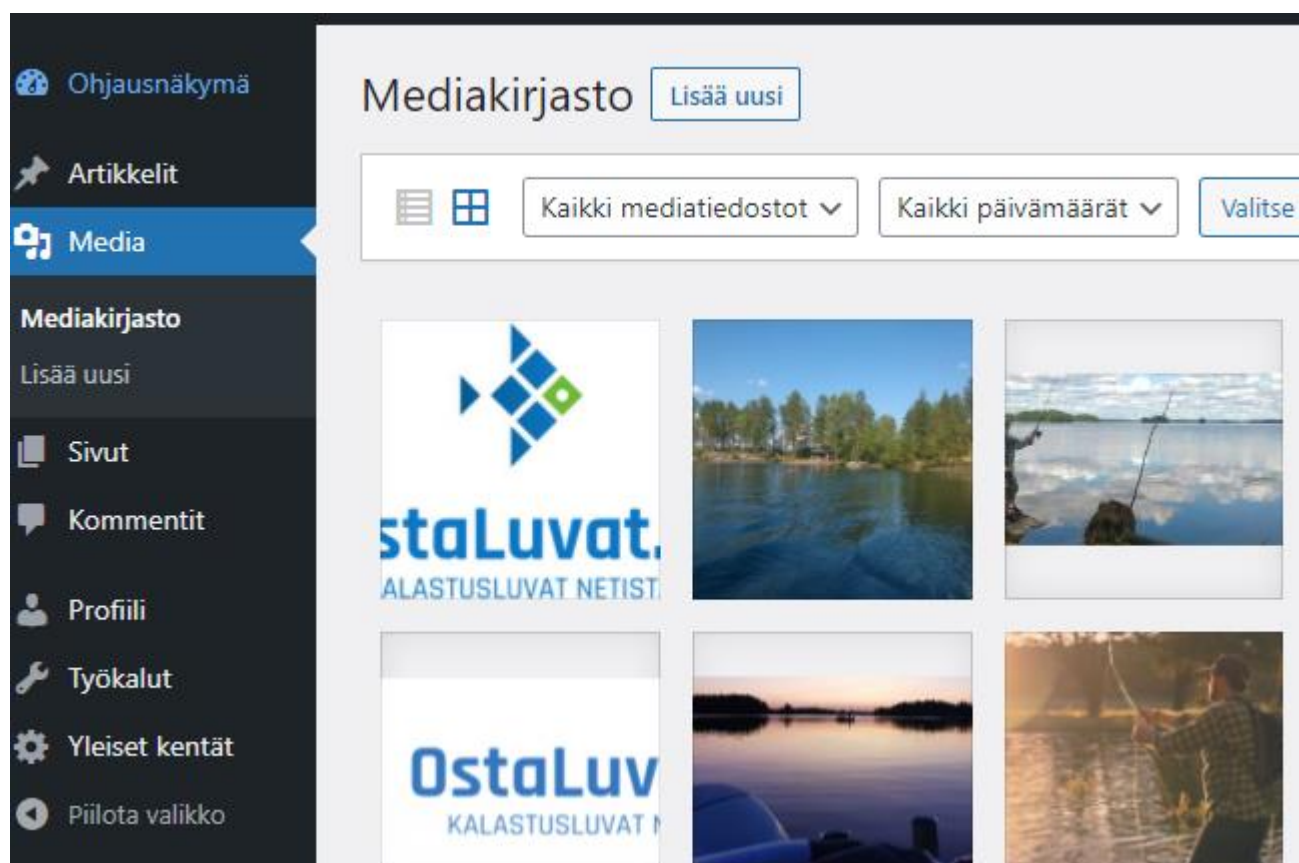 Ohjausnäkymä
Artikkelit
Media
Mediakirjasto
Lisää uusi
Sivut
Kommentit
Profiili
Työkalut
Yleiset kentät
Piilota valikko
Mediakirjasto Lisää uusi
Kaikki mediatiedostot Kaikki päivämäärät Valitse
staLuvat.
ALASTUSLUVAT NETIST
OstaLuv
KALASTUSLUVAT